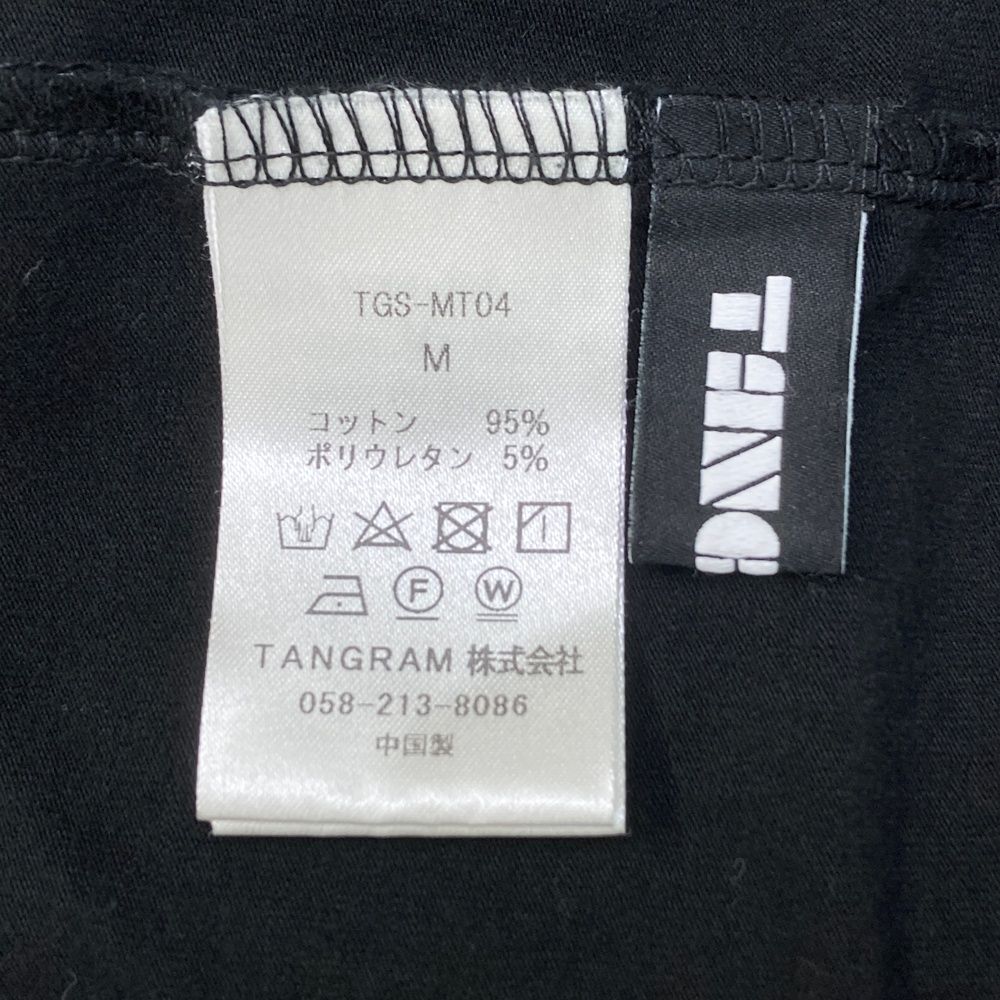 TGS-MT04
M
コットン 95%
ポリウレタン 5%
F W
TANGRAM 株式会社
058-213-8086
中国製
TANG